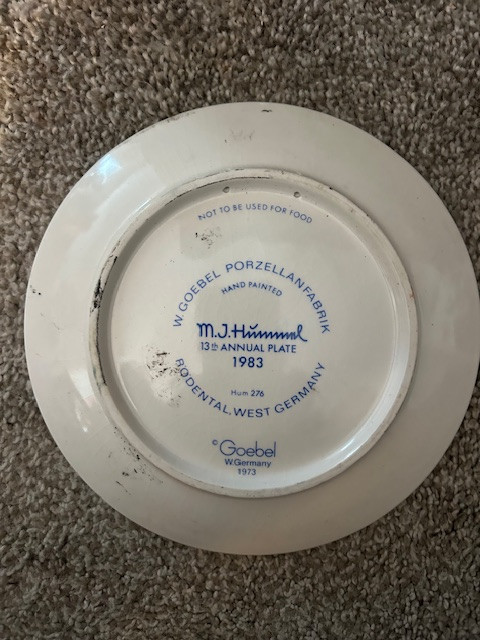 NOT TO BE USED FOR FOOD
W. GOEBEL PORZELLANFABRIK
HAND PAINTED
M.J.Hümmel
13th ANNUAL PLATE
1983
Hum 276
RÖDENTAL, WEST GERMANY
© Goebel
W.Germany
1973